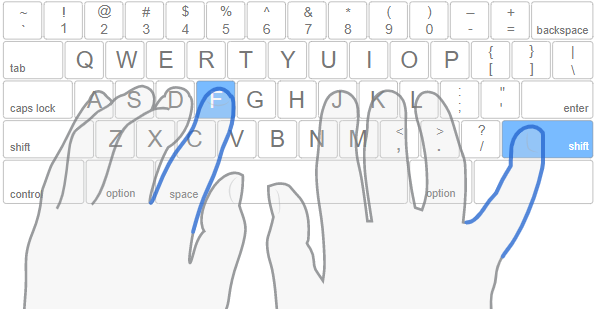 ~ ! @ # $ % ^ & * ( ) – +
` 1 2 3 4 5 6 7 8 9 0 - = backspace
tab Q W E R T Y U I O P { [ } ] | \
caps lock A S D F G H J K L : ; " ' enter
shift Z X C V B N M < , > . ? / shift
control option space option